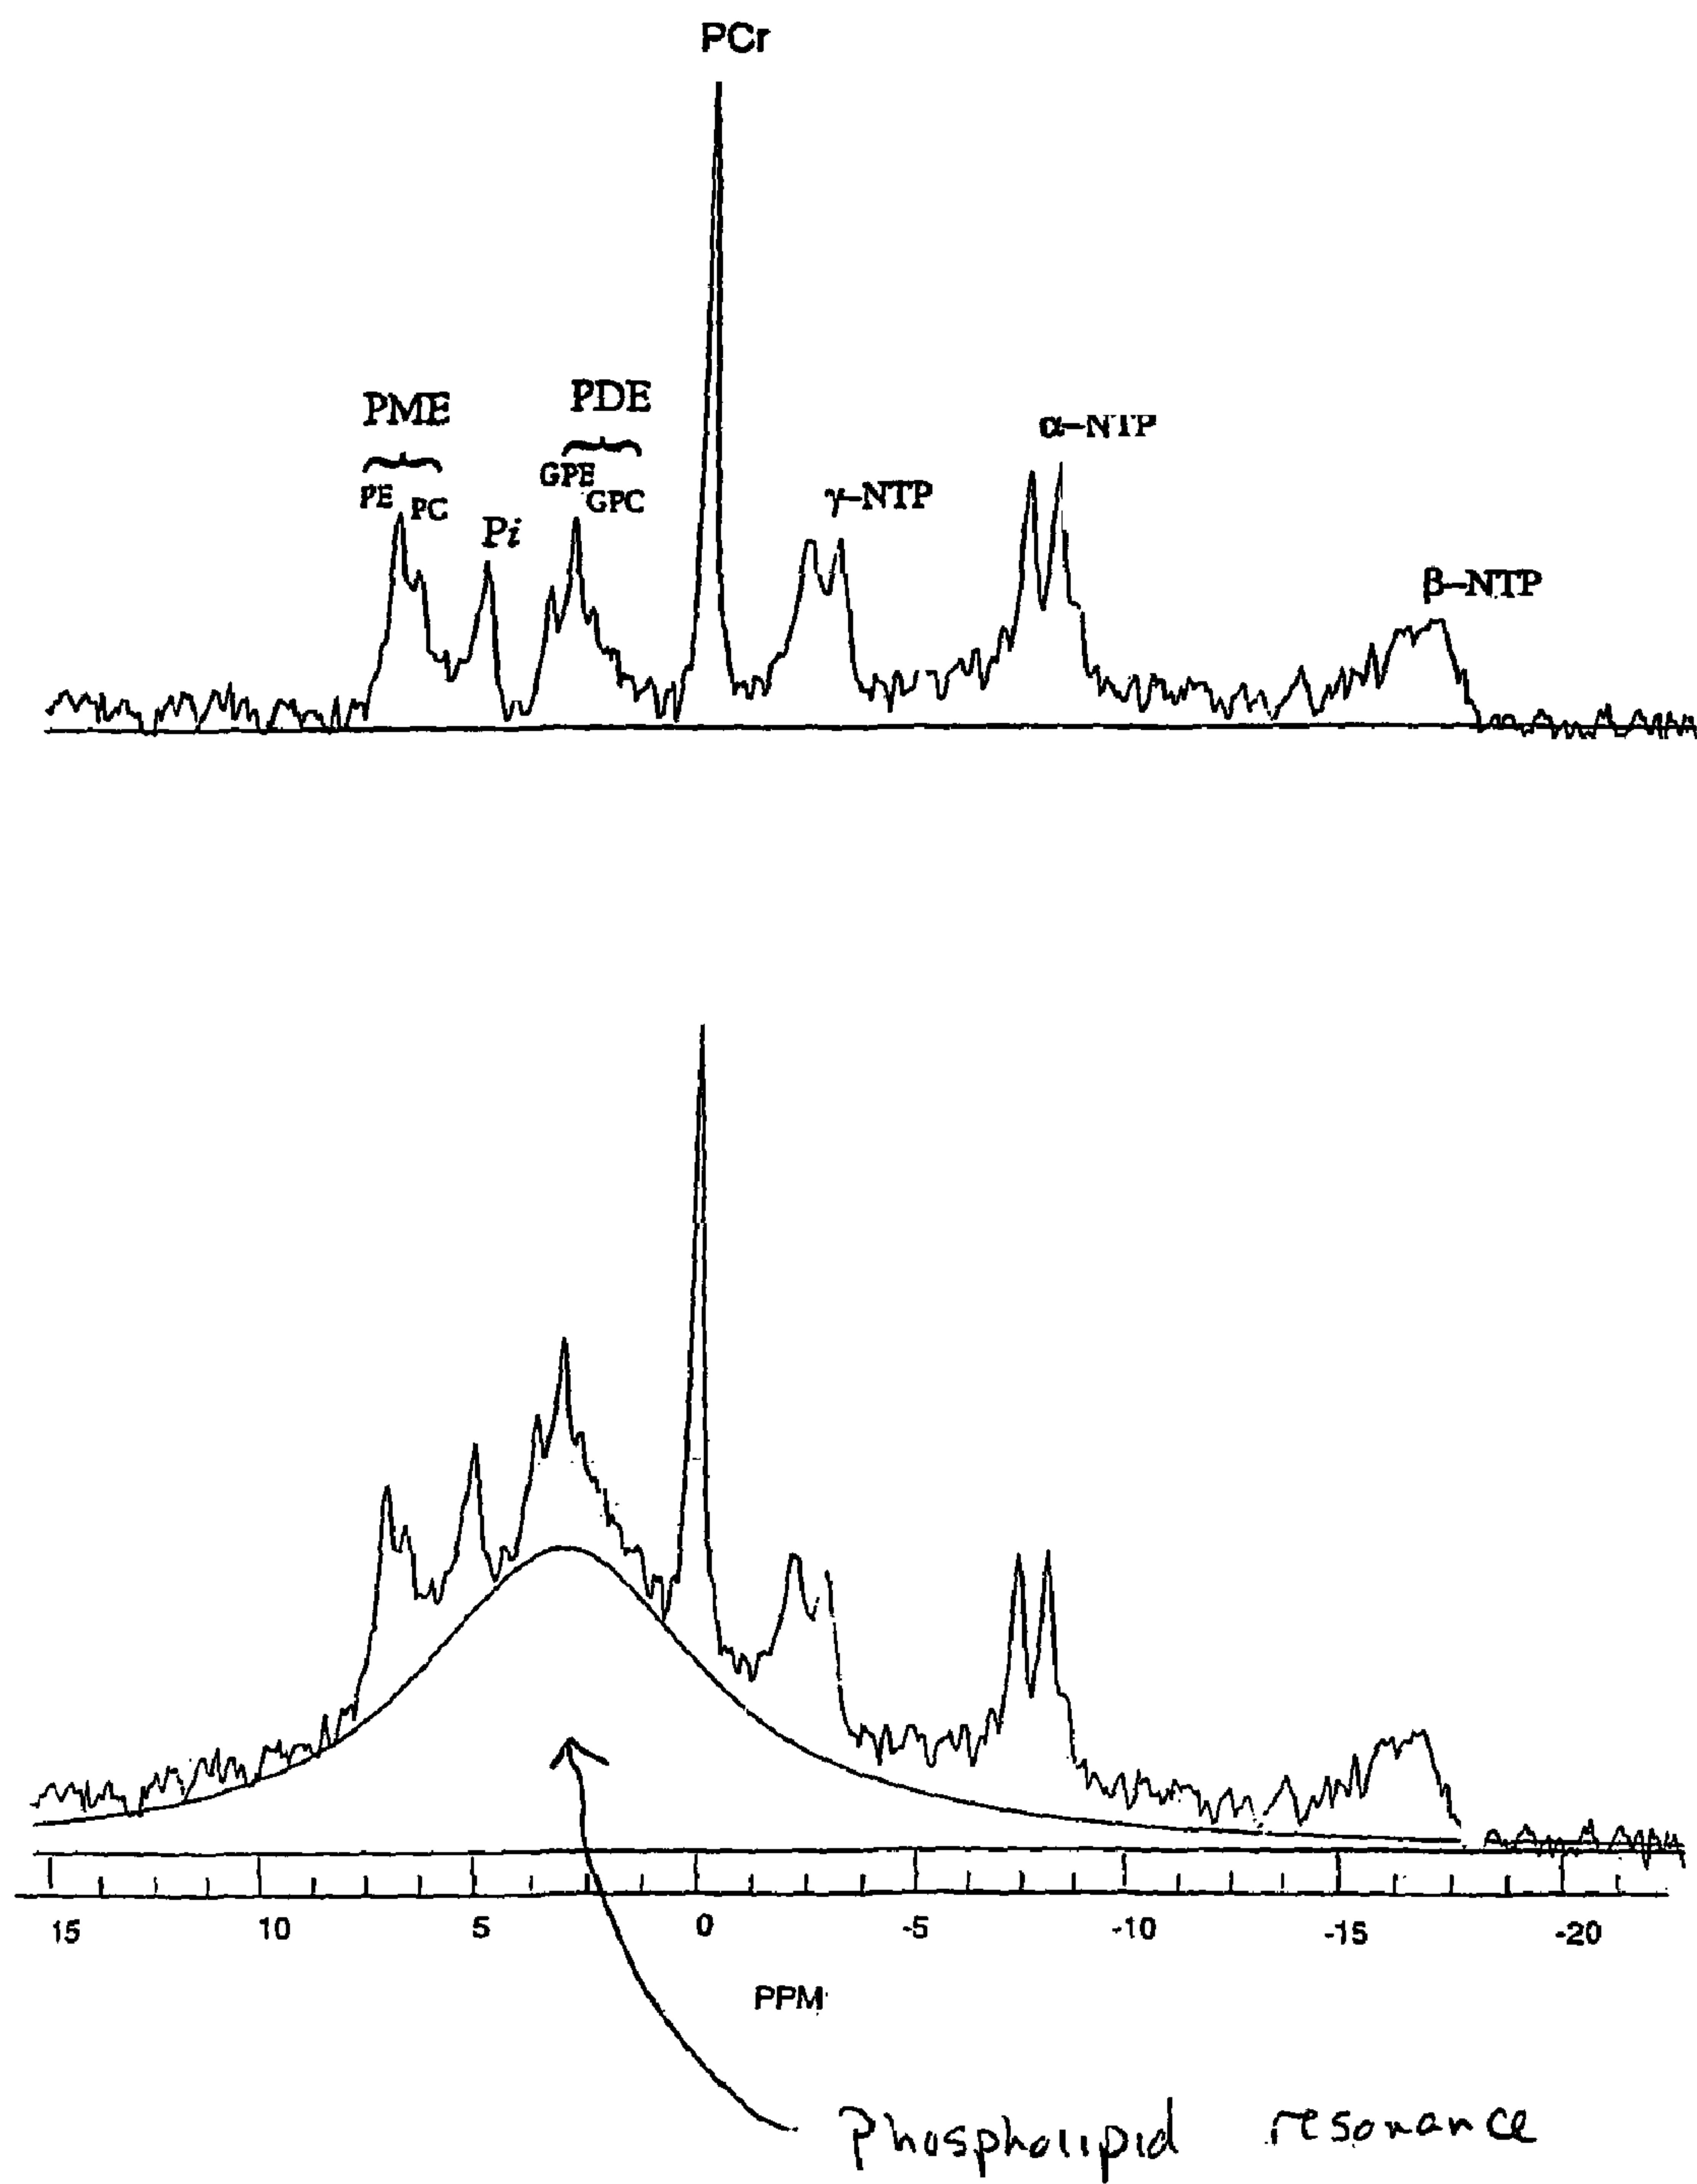 PCr
PME
PDE
PE PC
Pi
GPE
GPC
γ-NTP
α-NTP
β-NTP
15 10 5 0 -5 -10 -15 -20
PPM
Phospholipid resonance